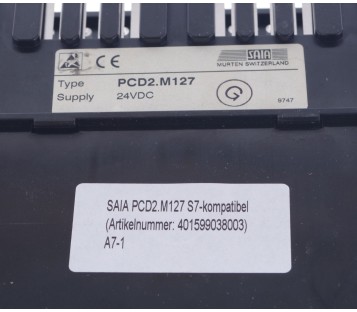 CE
SAIA
MURTEN SWITZERLAND
Type PCD2.M127
Supply 24VDC
9747
SAIA PCD2.M127 S7-kompatibel
(Artikelnummer: 401599038003)
A7-1